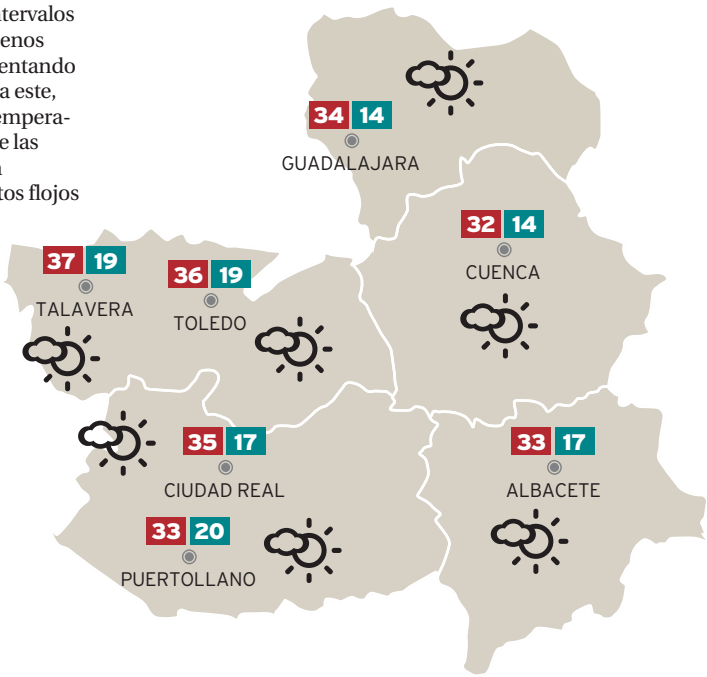 tervalos
enos
entando
a este,
empera-
e las
tos flojos
34 14
GUADALAJARA
32 14
CUENCA
37 19
TALAVERA
36 19
TOLEDO
35 17
CIUDAD REAL
33 17
ALBACETE
33 20
PUERTOLLANO